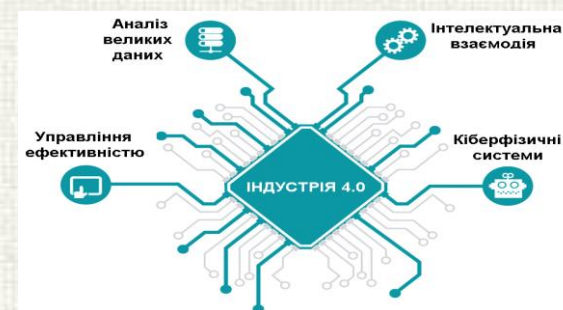 Аналіз
великих
даних
Інтелектуальна
взаємодія
Управління
ефективністю
Кіберфізичні
системи
ІНДУСТРІЯ 4.0